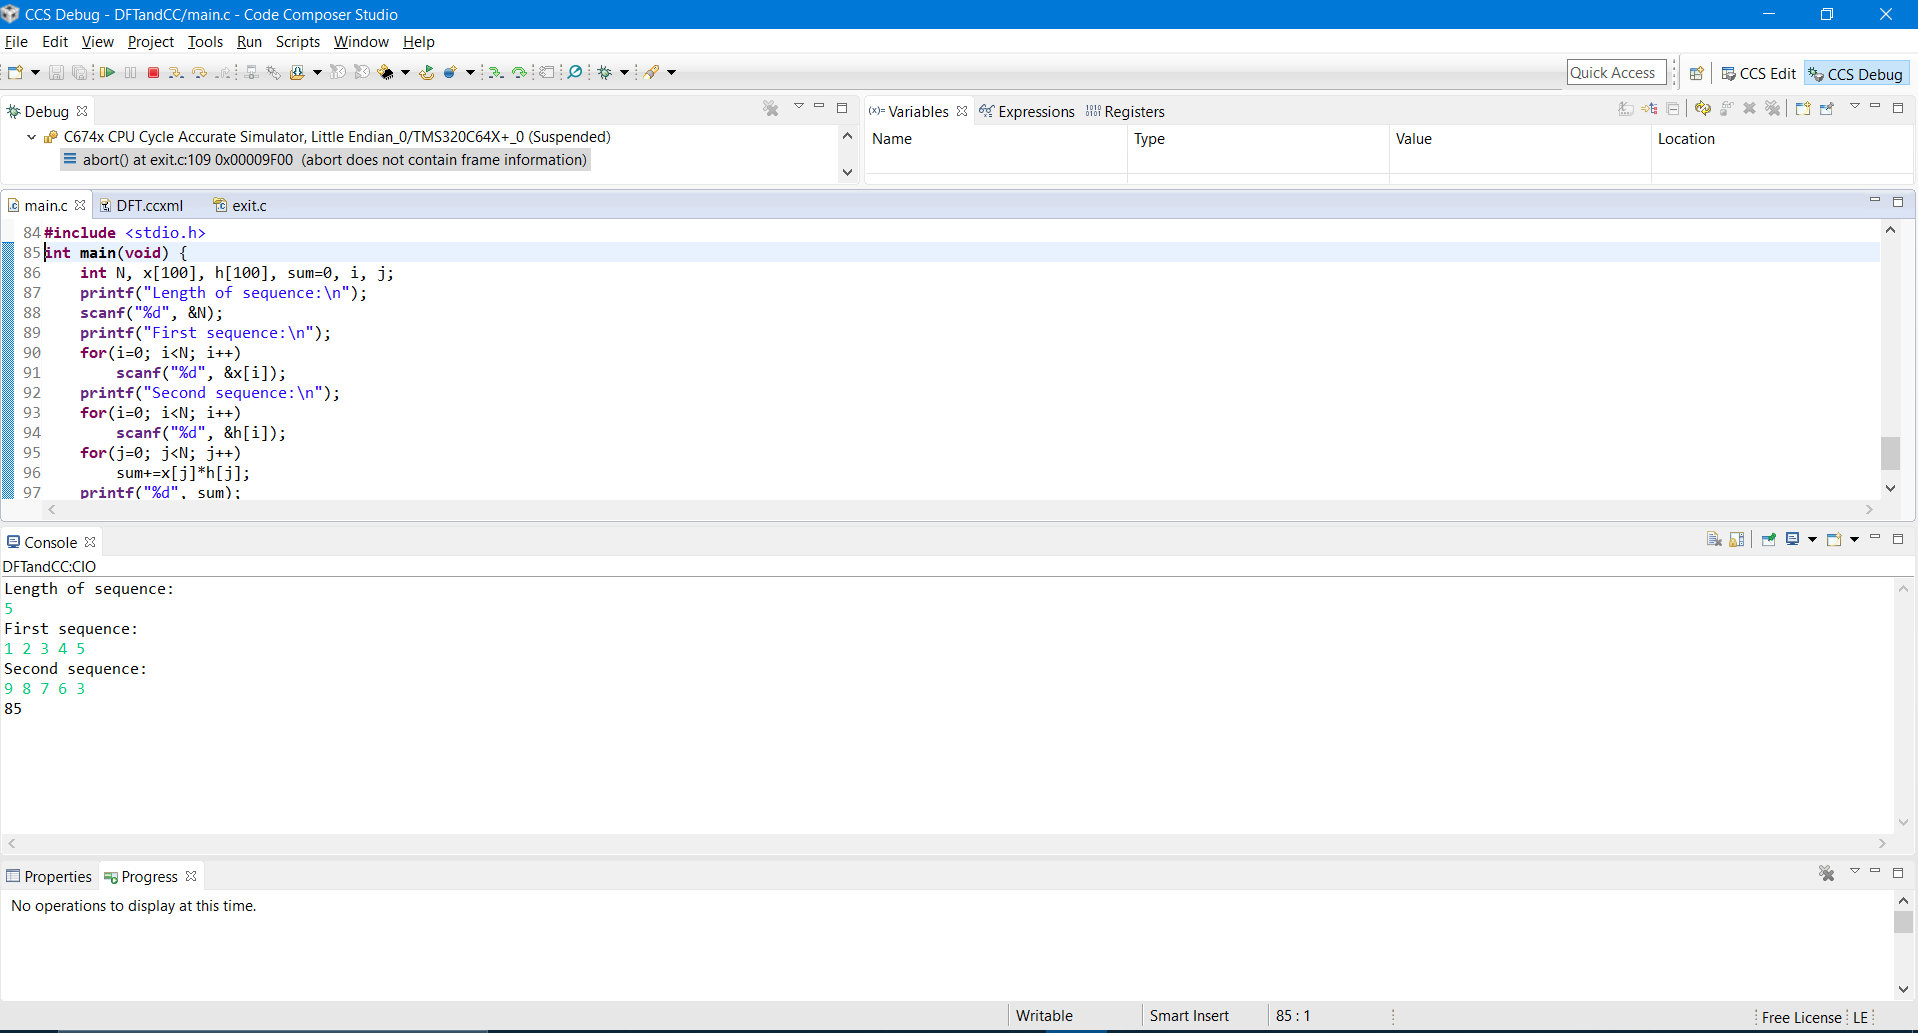 CCS Debug - DFTandCC/main.c - Code Composer Studio
File Edit View Project Tools Run Scripts Window Help
Quick Access CCS Edit CCS Debug
Debug
C674x CPU Cycle Accurate Simulator, Little Endian_0/TMS320C64X+_0 (Suspended)
abort() at exit.c:109 0x00009F00 (abort does not contain frame information)
(x)= Variables Expressions 1010 0101 Registers
Name Type Value Location
main.c DFT.ccxml exit.c
84 #include <stdio.h>
85 int main(void) {
86     int N, x[100], h[100], sum=0, i, j;
87     printf("Length of sequence:\n");
88     scanf("%d", &N);
89     printf("First sequence:\n");
90     for(i=0; i<N; i++)
91         scanf("%d", &x[i]);
92     printf("Second sequence:\n");
93     for(i=0; i<N; i++)
94         scanf("%d", &h[i]);
95     for(j=0; j<N; j++)
96         sum+=x[j]*h[j];
97     printf("%d", sum);
Console
DFTandCC:CIO
Length of sequence:
5
First sequence:
1 2 3 4 5
Second sequence:
9 8 7 6 3
85
Properties Progress
No operations to display at this time.
Writable Smart Insert 85 : 1 Free License LE